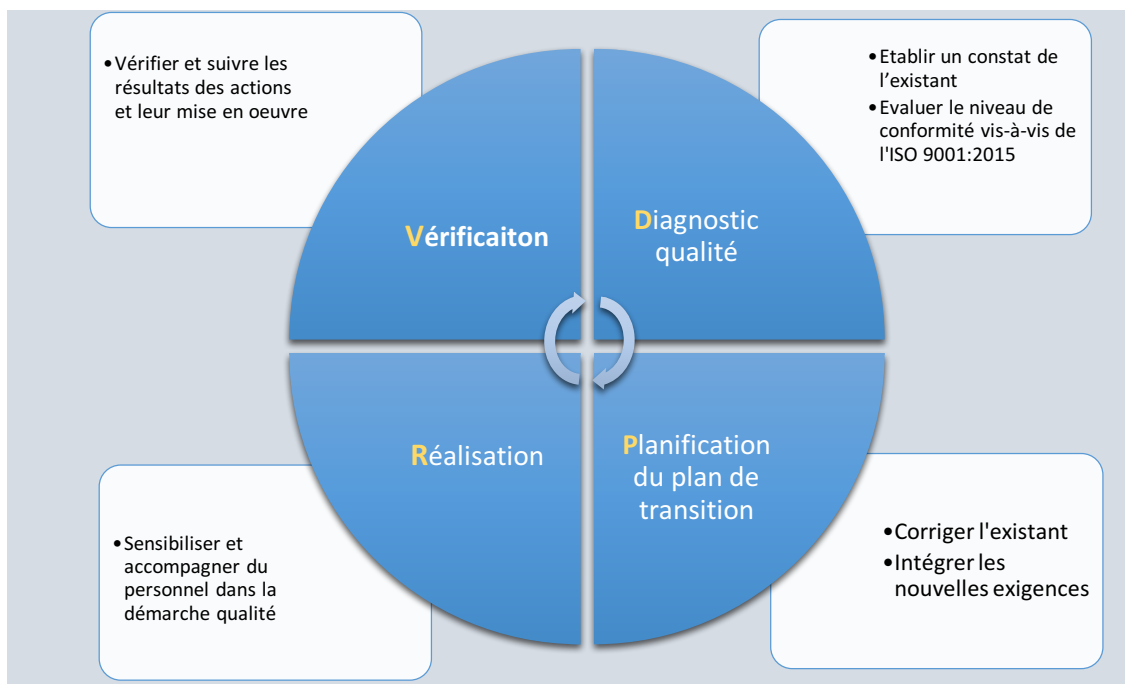 •Vérifier et suivre les
résultats des actions
et leur mise en oeuvre
•Etablir un constat de
l’existant
•Evaluer le niveau de
conformité vis-à-vis de
l'ISO 9001:2015
Vérificaiton
Diagnostic
qualité
Réalisation
Planification
du plan de
transition
•Sensibiliser et
accompagner du
personnel dans la
démarche qualité
•Corriger l'existant
•Intégrer les
nouvelles exigences